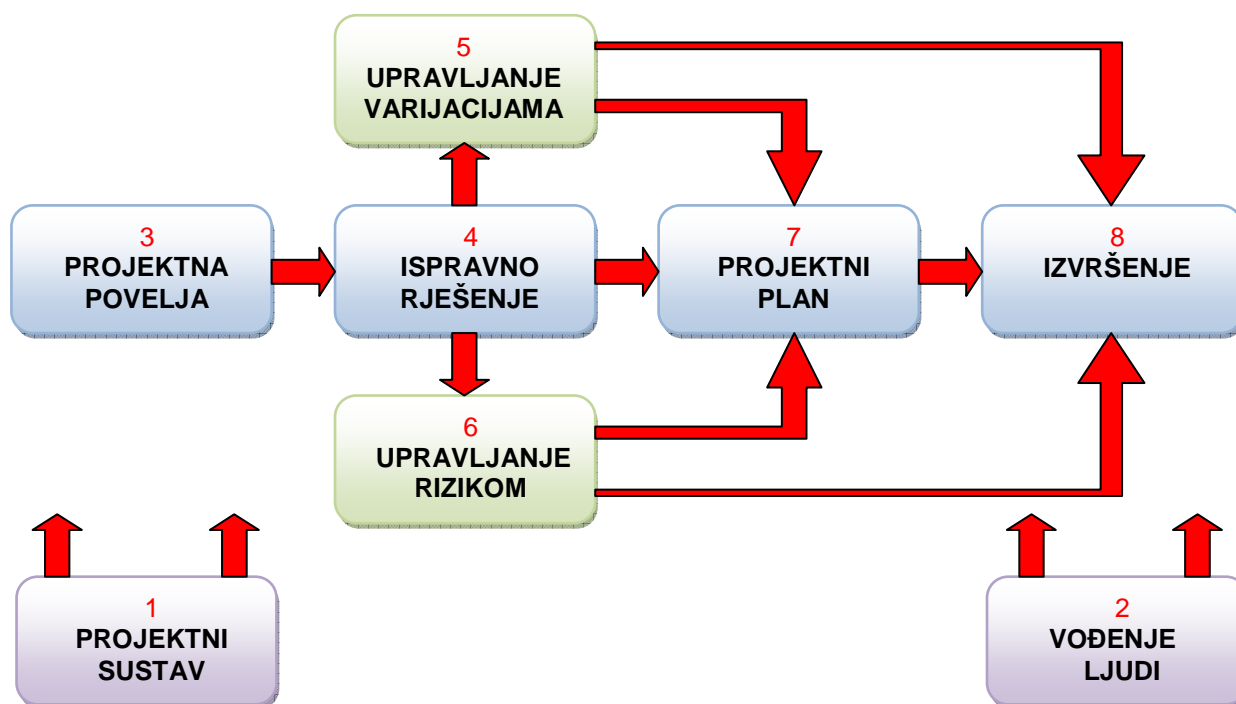 5
UPRAVLJANJE
VARIJACIJAMA
3
PROJEKTNA
POVELJA
4
ISPRAVNO
RJEŠENJE
7
PROJEKTNI
PLAN
8
IZVRŠENJE
6
UPRAVLJANJE
RIZIKOM
1
PROJEKTNI
SUSTAV
2
VOĐENJE
LJUDI